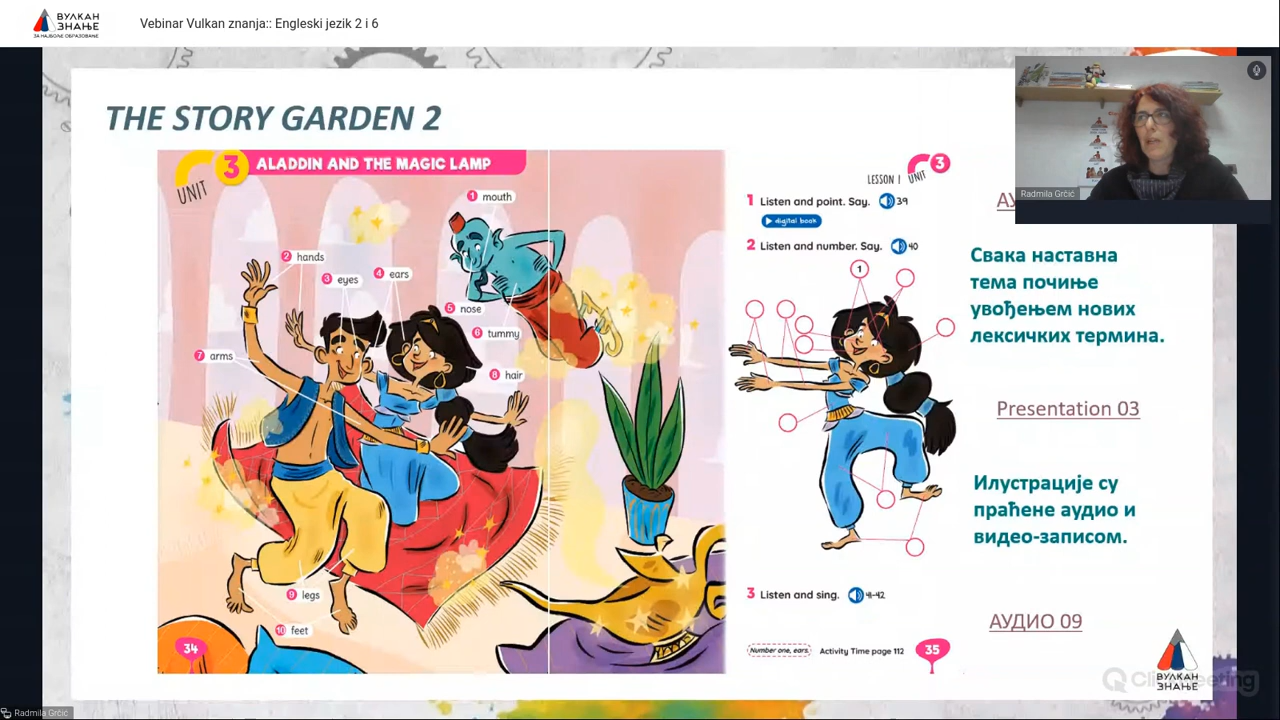 ВУЛКАН
ЗНАЊЕ
ЗА НАЈБОЉЕ ОБРАЗОВАЊЕ
Vebinar Vulkan znanja:: Engleski jezik 2 i 6
THE STORY GARDEN 2
UNIT 3 ALADDIN AND THE MAGIC LAMP
1 mouth
2 hands
3 eyes
4 ears
5 nose
6 tummy
7 arms
8 hair
9 legs
10 feet
34
LESSON 1 UNIT 3
1 Listen and point. Say. 39
digital book
2 Listen and number. Say. 40
1
3 Listen and sing. 41-42
Number one, ears.
Activity Time page 112
35
Radmila Grčić
Свака наставна
тема почиње
увођењем нових
лексичких термина.
Presentation 03
Илустрације су
праћене аудио и
видео-записом.
АУДИО 09
ВУЛКАН
ЗНАЊЕ
Radmila Grčić